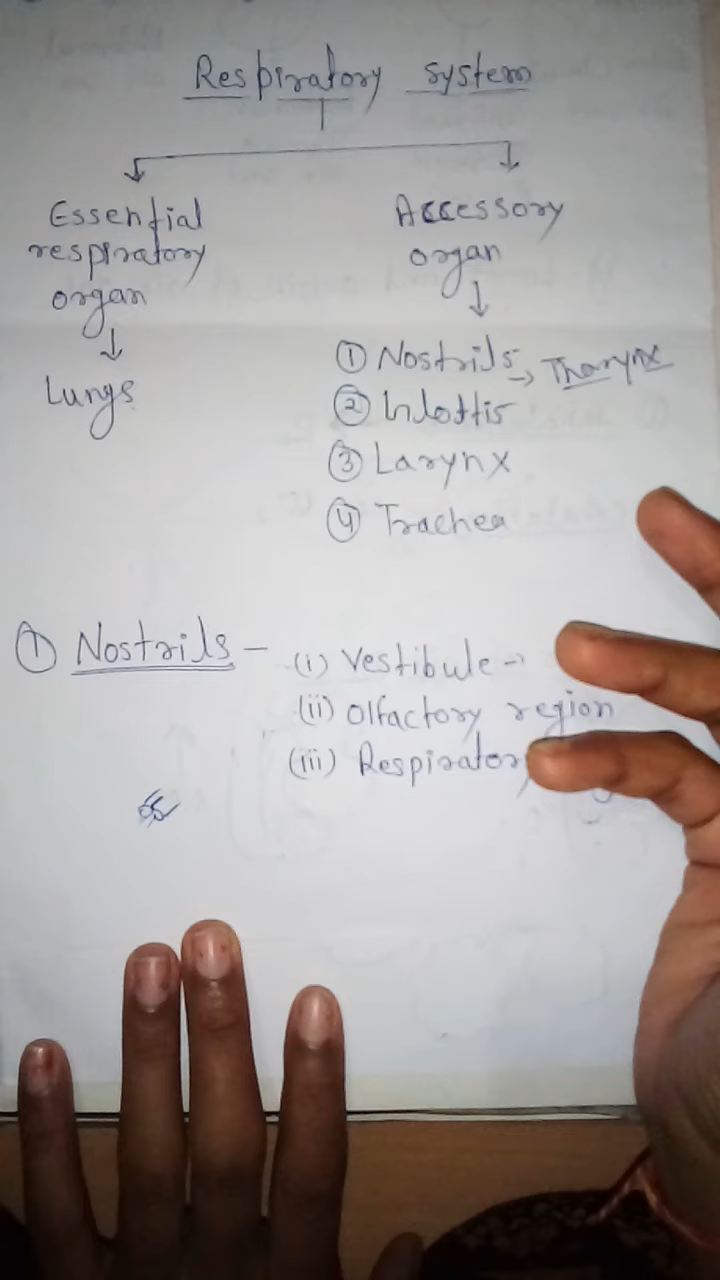 Respiratory system
Essential
respiratory
organ
Lungs
Accessory
organ
① Nostrils → Tharynx
② Glottis
③ Larynx
④ Trachea
① Nostrils - (i) Vestibule -
(ii) Olfactory region
(iii) Respirator